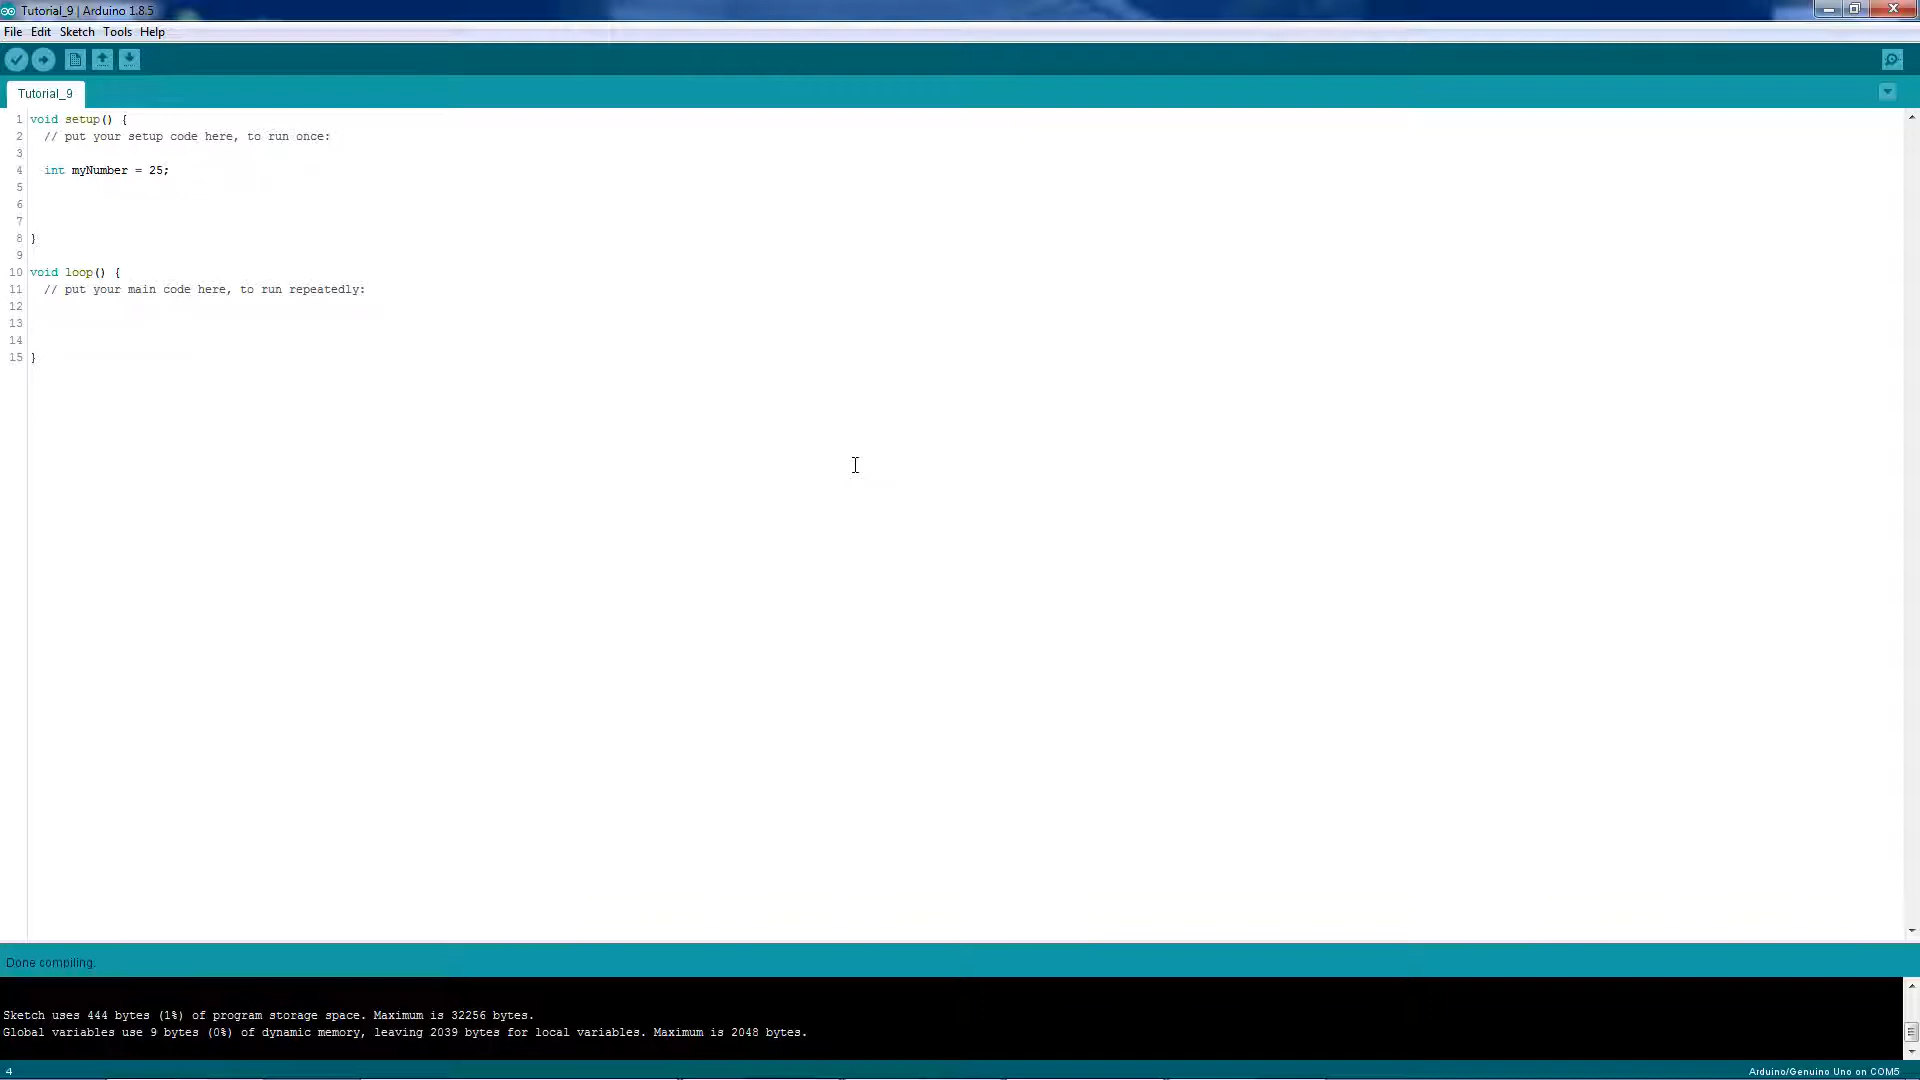 Tutorial_9 | Arduino 1.8.5
File Edit Sketch Tools Help
Tutorial_9
1 void setup() {
2 // put your setup code here, to run once:
3
4 int myNumber = 25;
5
6
7
8 }
9
10 void loop() {
11 // put your main code here, to run repeatedly:
12
13
14
15 }
Done compiling.
Sketch uses 444 bytes (1%) of program storage space. Maximum is 32256 bytes.
Global variables use 9 bytes (0%) of dynamic memory, leaving 2039 bytes for local variables. Maximum is 2048 bytes.
4 Arduino/Genuino Uno on COM5